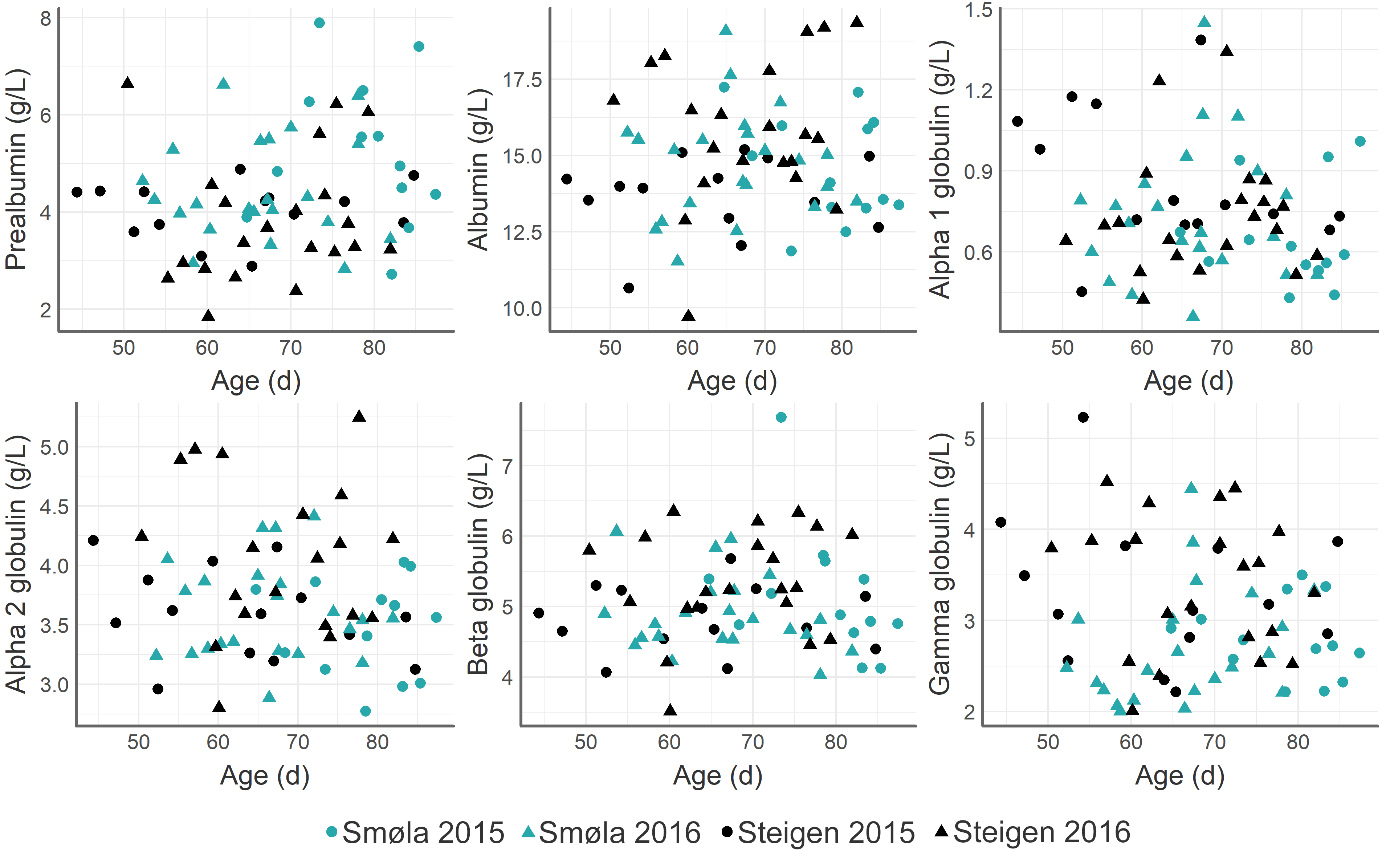 Prealbumin (g/L)
8
6
4
2
50 60 70 80
Age (d)
Albumin (g/L)
17.5
15.0
12.5
10.0
50 60 70 80
Age (d)
Alpha 1 globulin (g/L)
1.5
1.2
0.9
0.6
50 60 70 80
Age (d)
Alpha 2 globulin (g/L)
5.0
4.5
4.0
3.5
3.0
50 60 70 80
Age (d)
Beta globulin (g/L)
7
6
5
4
50 60 70 80
Age (d)
Gamma globulin (g/L)
5
4
3
2
50 60 70 80
Age (d)
Smøla 2015 Smøla 2016 Steigen 2015 Steigen 2016